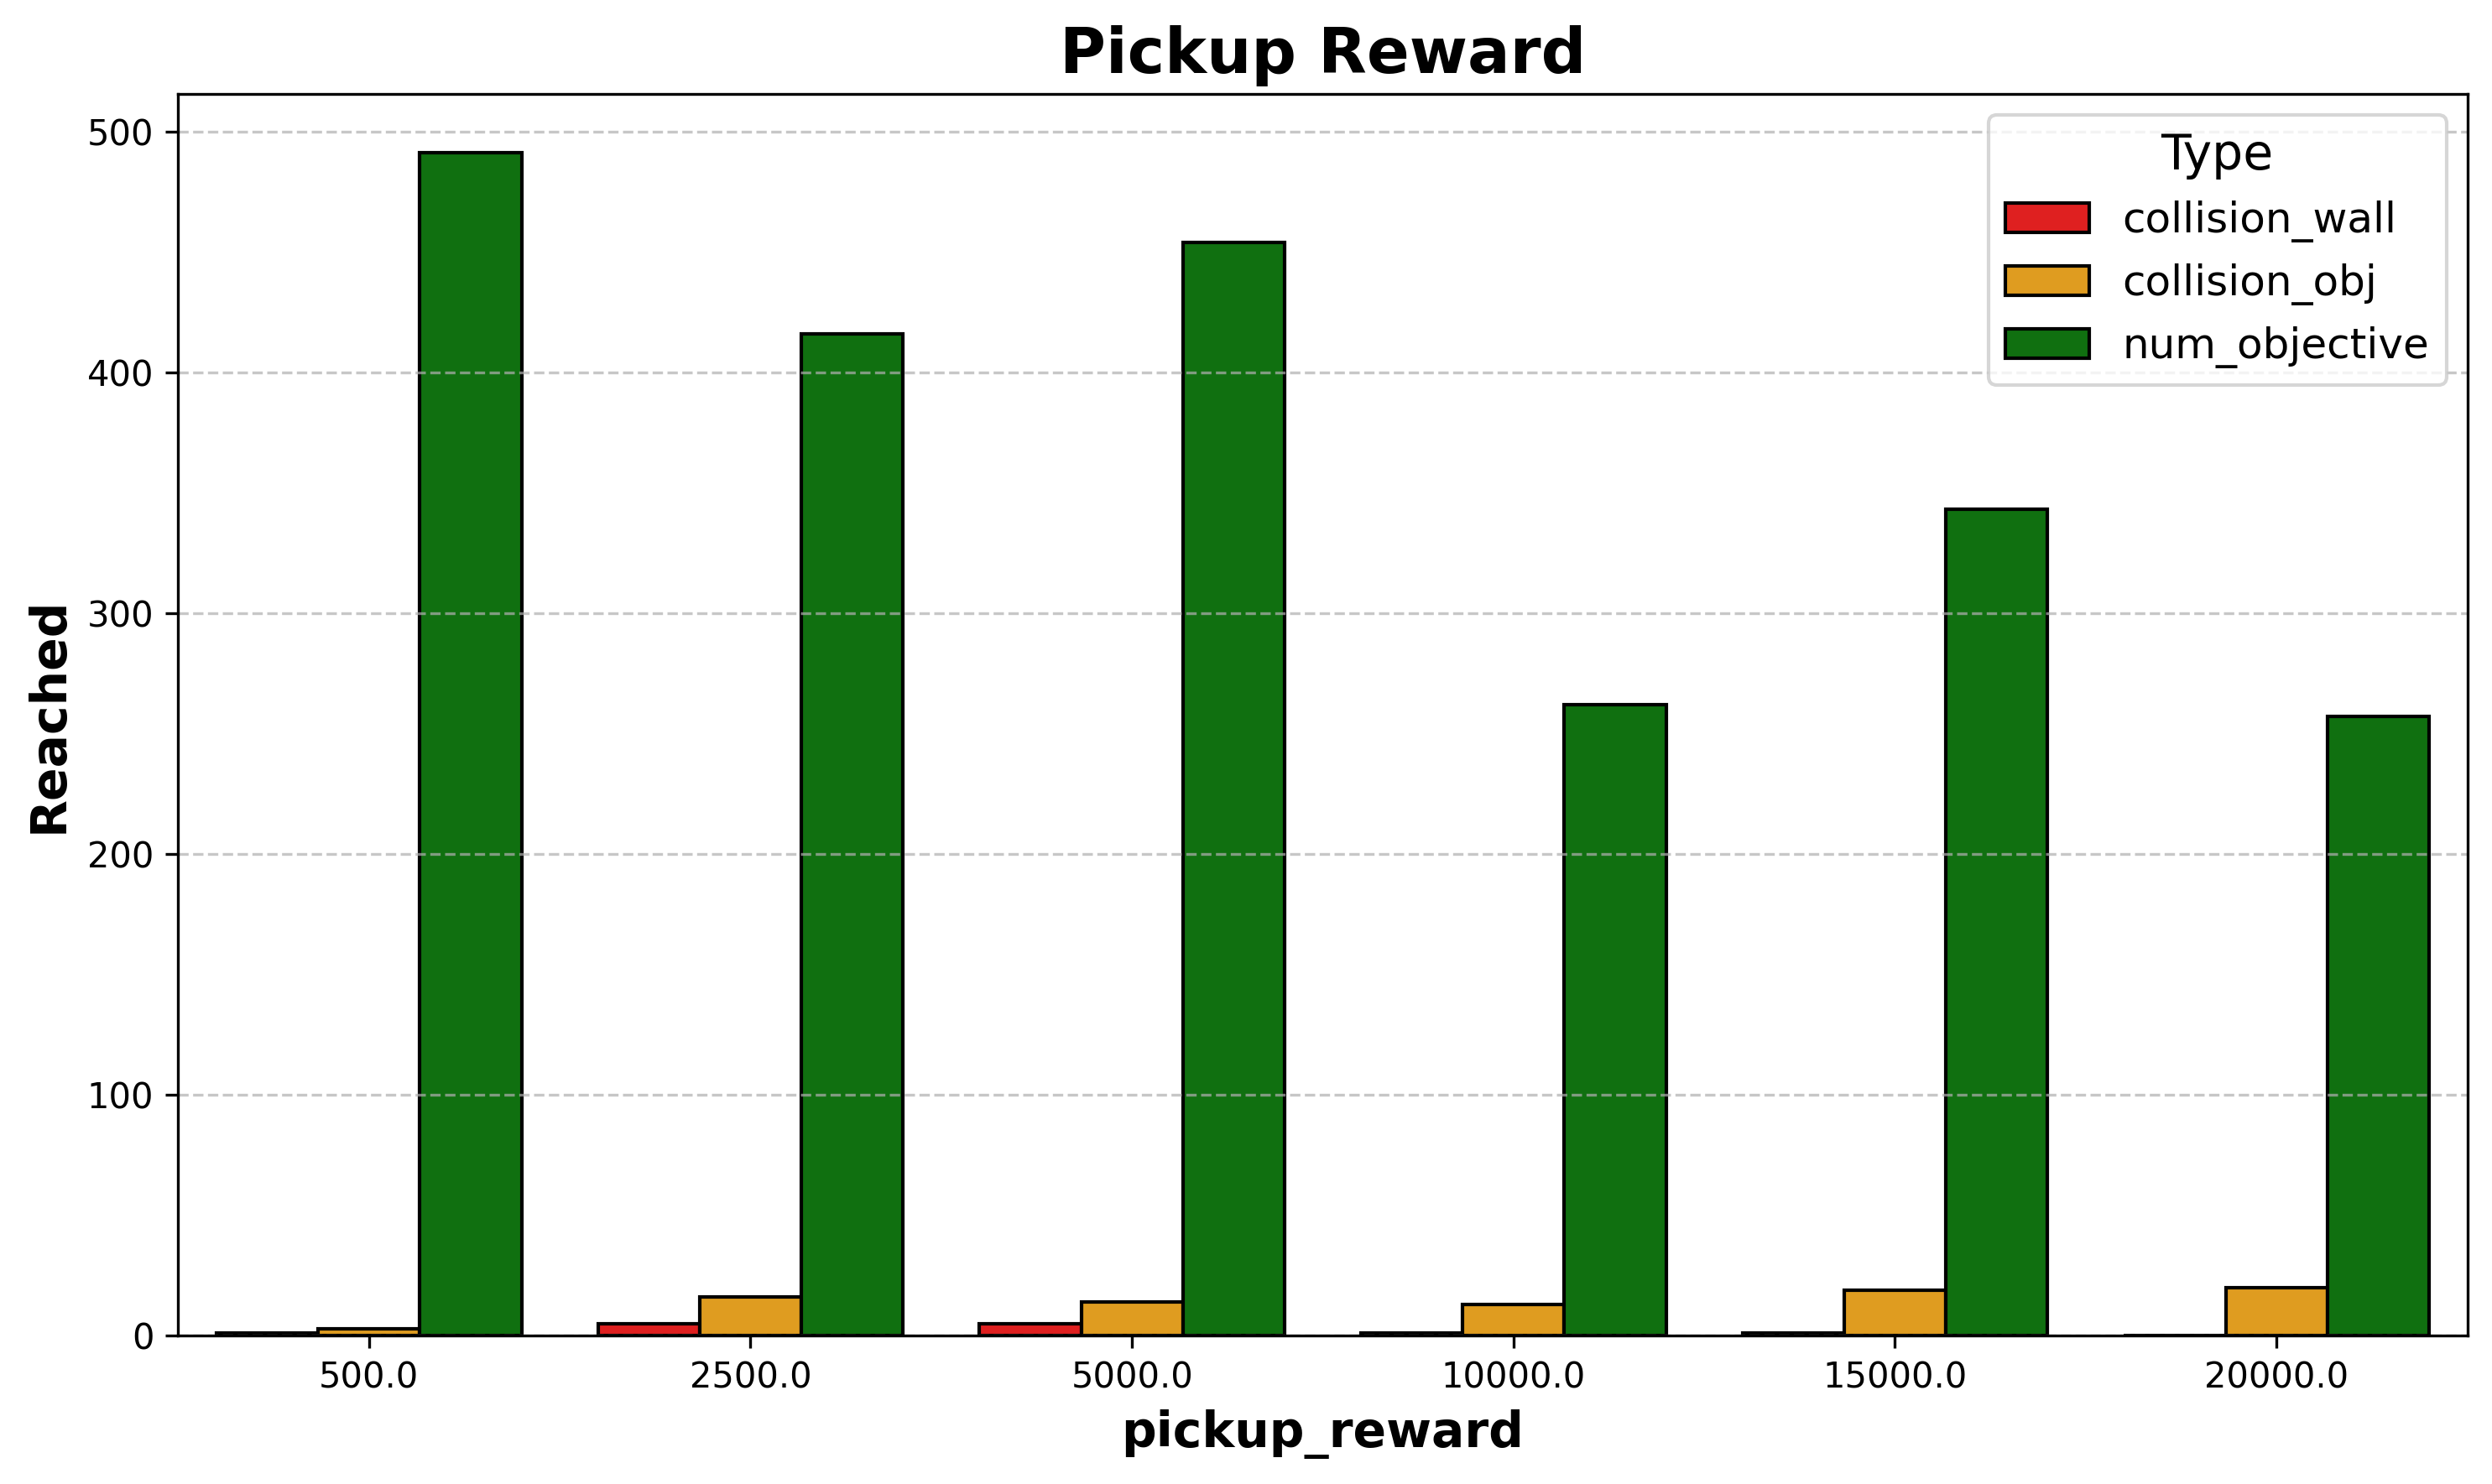 Pickup Reward
500
400
300
200
100
0
Reached
Type
collision_wall
collision_obj
num_objective
500.0 2500.0 5000.0 10000.0 15000.0 20000.0
pickup_reward